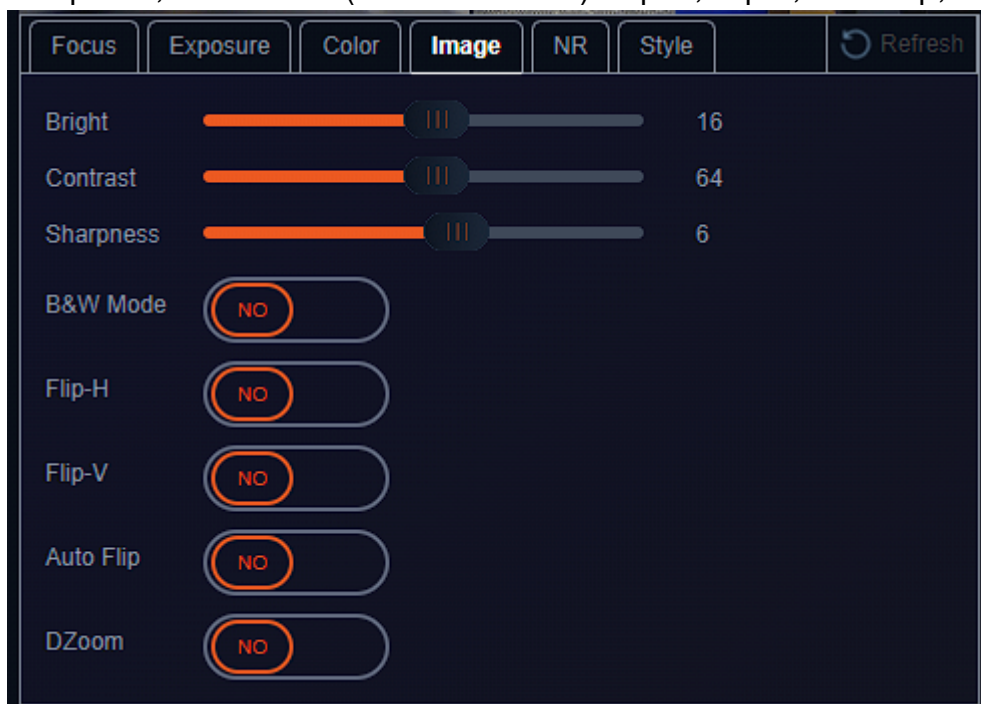 Focus Exposure Color Image NR Style Refresh
Bright 16
Contrast 64
Sharpness 6
B&W Mode NO
Flip-H NO
Flip-V NO
Auto Flip NO
DZoom NO